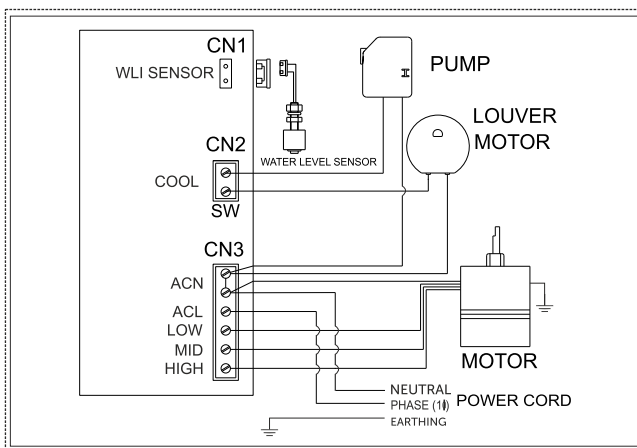 CN1
WLI SENSOR
WATER LEVEL SENSOR
PUMP
LOUVER
MOTOR
CN2
COOL
SW
CN3
ACN
ACL
LOW
MID
HIGH
MOTOR
NEUTRAL
PHASE (1ϕ)
POWER CORD
EARTHING